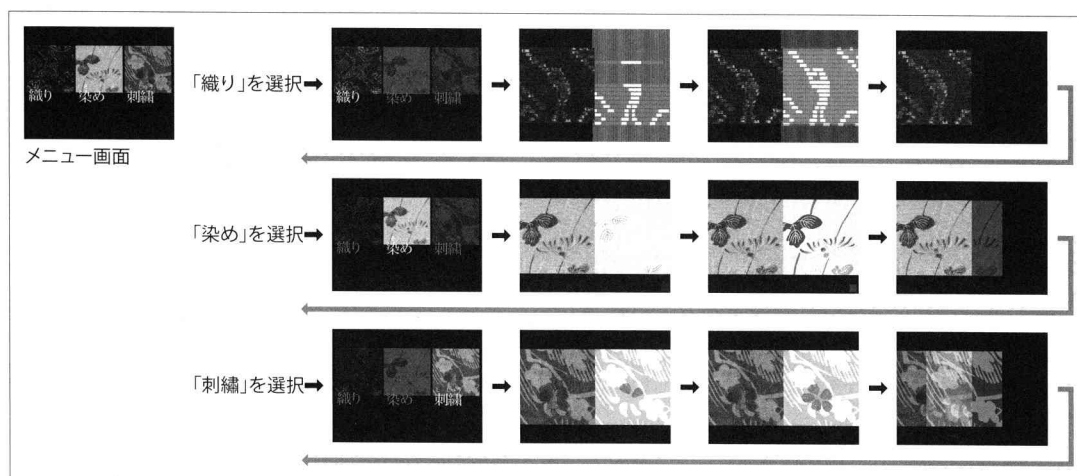 織り 染め 刺繍
メニュー画面
「織り」を選択
織り 染め 刺繍
「染め」を選択
織り 染め 刺繍
「刺繍」を選択
織り 染め 刺繍